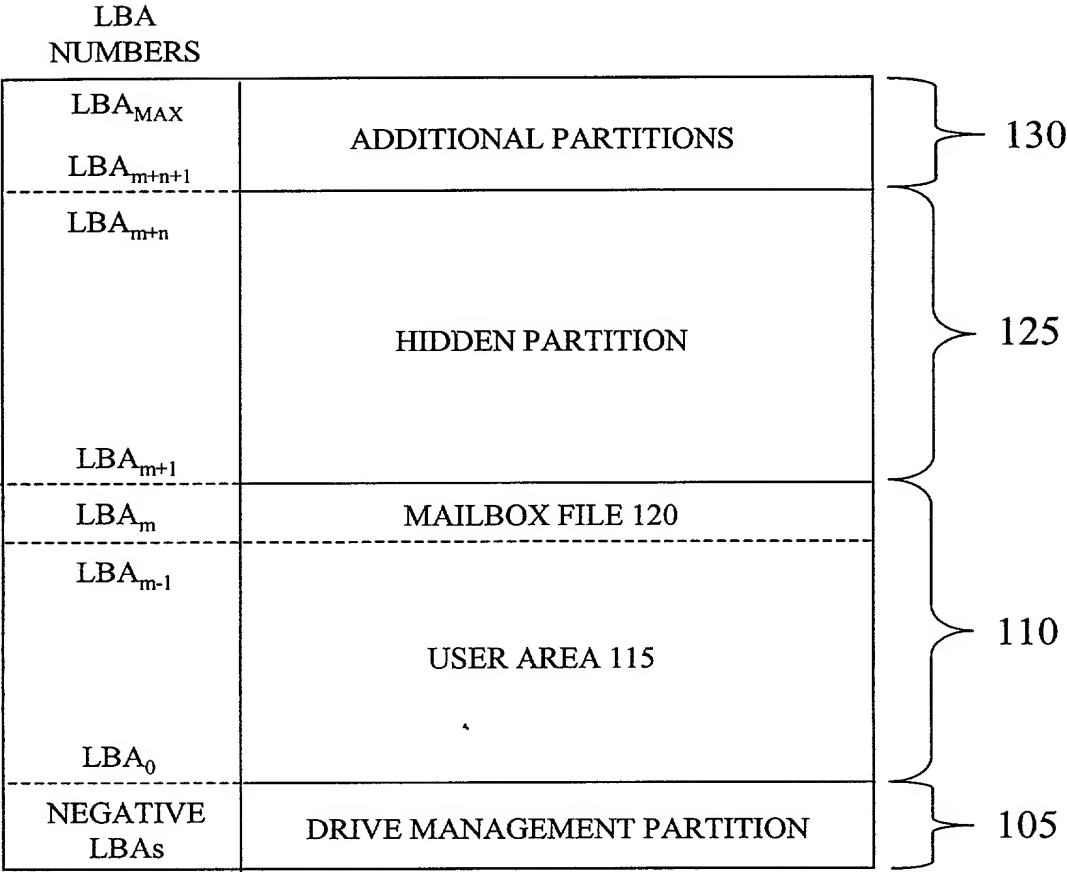 LBA
NUMBERS
LBA_MAX
ADDITIONAL PARTITIONS
130
LBA_m+n+1
LBA_m+n
HIDDEN PARTITION
125
LBA_m+1
LBA_m
MAILBOX FILE 120
LBA_m-1
USER AREA 115
110
LBA_0
NEGATIVE
LBAs
DRIVE MANAGEMENT PARTITION
105